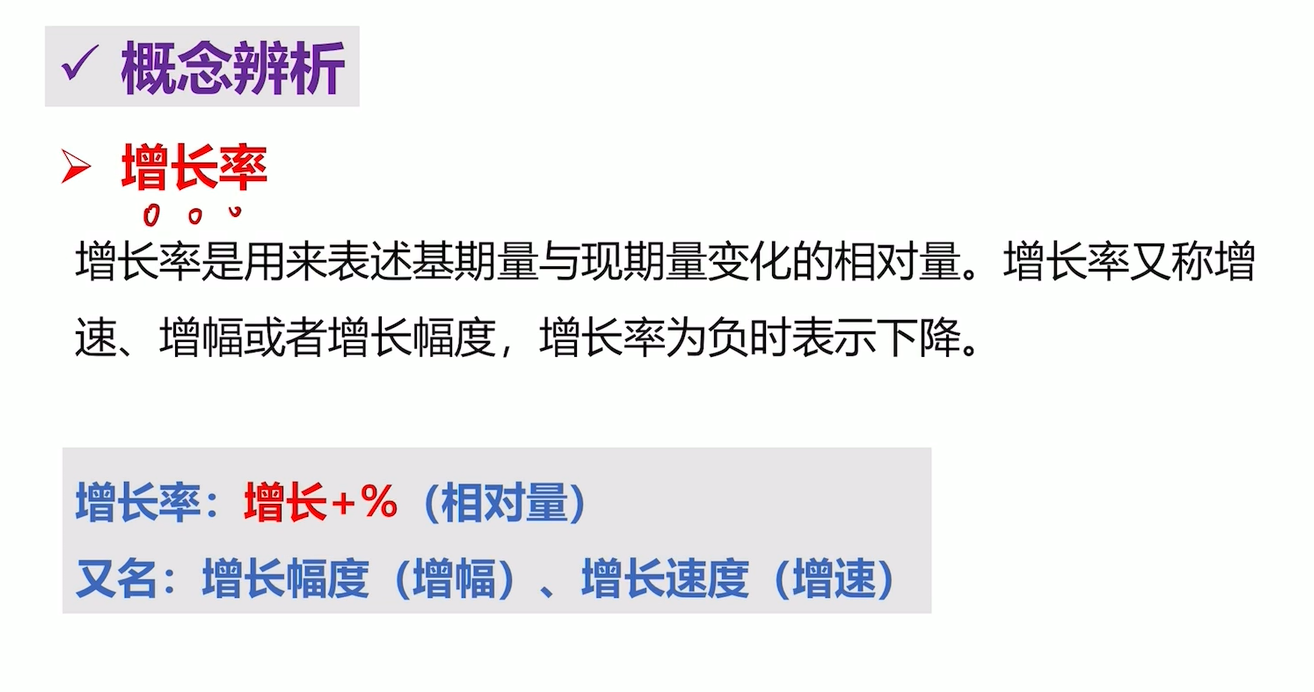 ✓ 概念辨析
➢ 增长率
增长率是用来表述基期量与现期量变化的相对量。增长率又称增
速、增幅或者增长幅度，增长率为负时表示下降。
增长率：增长+%（相对量）
又名：增长幅度（增幅）、增长速度（增速）